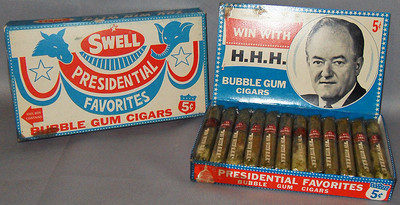 SWELL
PRESIDENTIAL
FAVORITES
5¢
BUBBLE GUM CIGARS
WIN WITH
H.H.H.
BUBBLE GUM
CIGARS
5¢
PRESIDENTIAL FAVORITES
BUBBLE GUM CIGARS
5¢